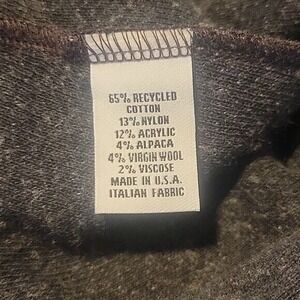 65% RECYCLED
COTTON
13% NYLON
12% ACRYLIC
4% ALPACA
4% VIRGIN WOOL
2% VISCOSE
MADE IN U.S.A.
ITALIAN FABRIC